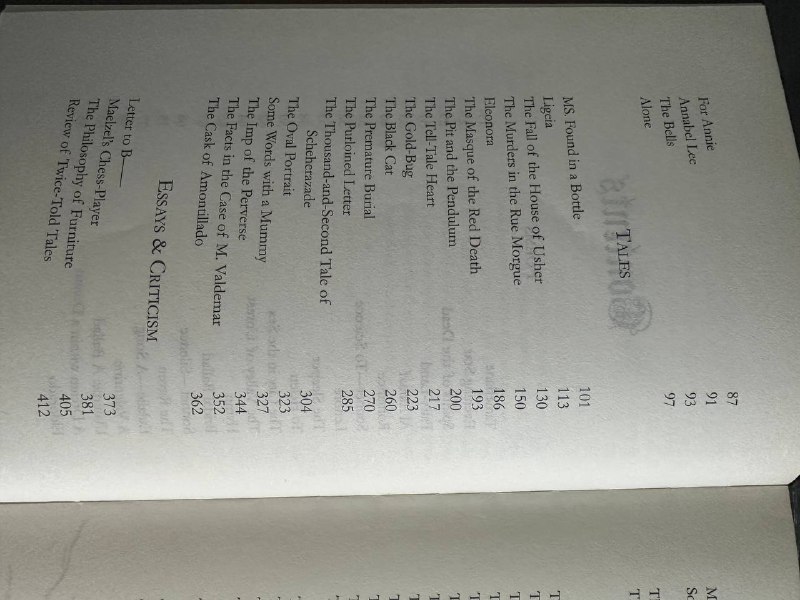 For Annie 87
Annabel Lee 91
The Bells 93
Alone 97
TALES
MS. Found in a Bottle 101
Ligeia 113
The Fall of the House of Usher 130
The Murders in the Rue Morgue 150
Eleonora 186
The Masque of the Red Death 193
The Pit and the Pendulum 200
The Tell-Tale Heart 217
The Gold-Bug 223
The Black Cat 260
The Premature Burial 270
The Purloined Letter 285
The Thousand-and-Second Tale of
Scheherazade 304
The Oval Portrait 323
Some Words with a Mummy 327
The Imp of the Perverse 344
The Facts in the Case of M. Valdemar 352
The Cask of Amontillado 362
ESSAYS & CRITICISM
Letter to B—— 373
Maelzel's Chess-Player 381
The Philosophy of Furniture 405
Review of Twice-Told Tales 412